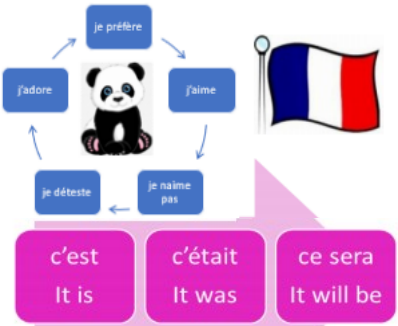 je préfère
j'adore
j'aime
je déteste
je naime
pas
c'est
It is
c'était
It was
ce sera
It will be